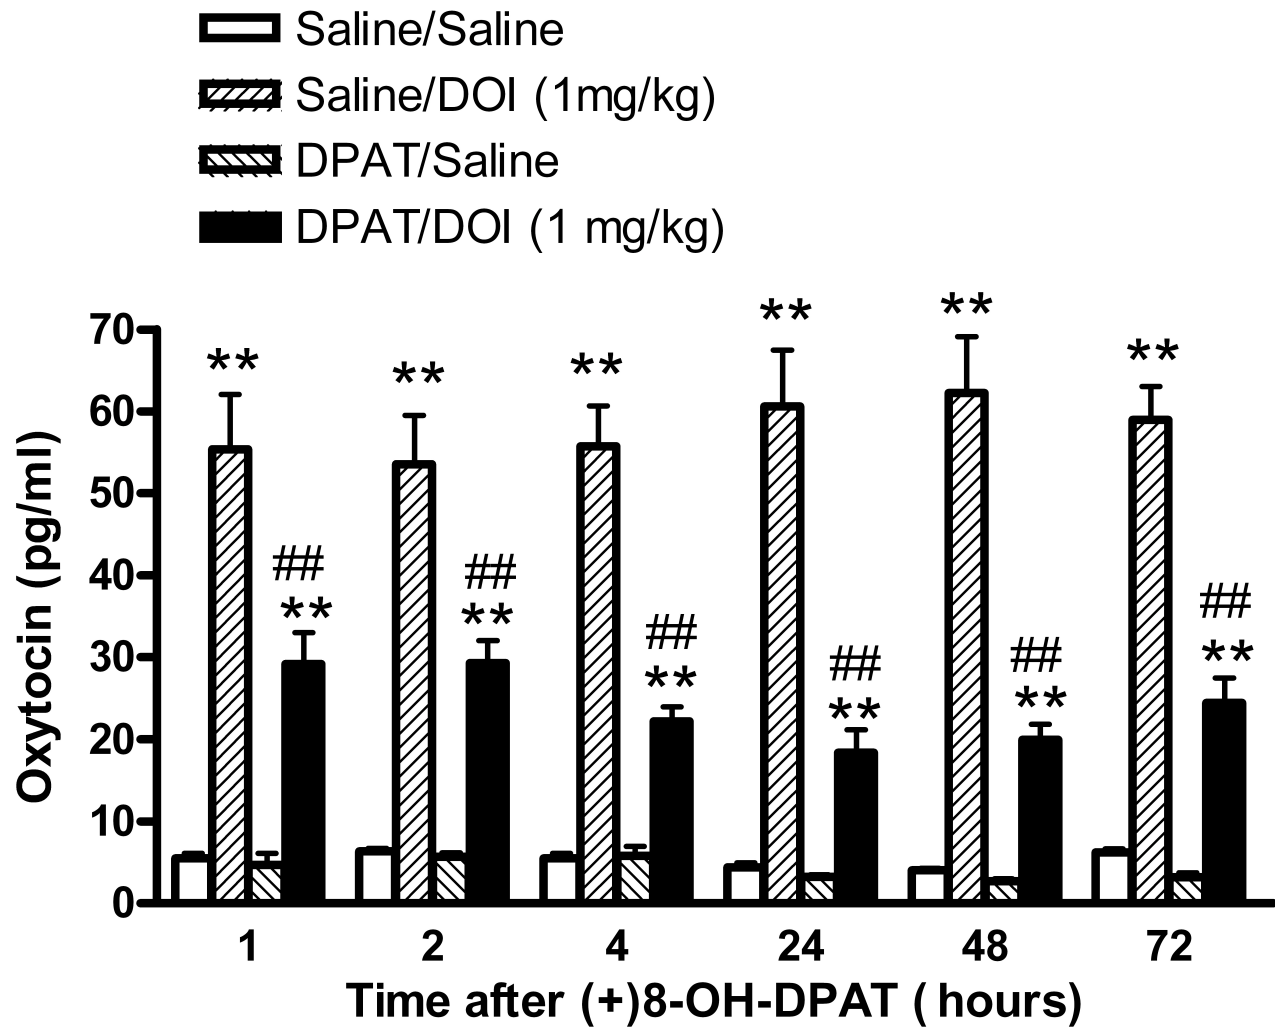 Saline/Saline
Saline/DOI (1mg/kg)
DPAT/Saline
DPAT/DOI (1 mg/kg)
Oxytocin (pg/ml)
70
60
50
40
30
20
10
0
** ** ** ** ** **
## ## ## ## ## ##
** ** ** ** ** **
1 2 4 24 48 72
Time after (+)8-OH-DPAT ( hours)